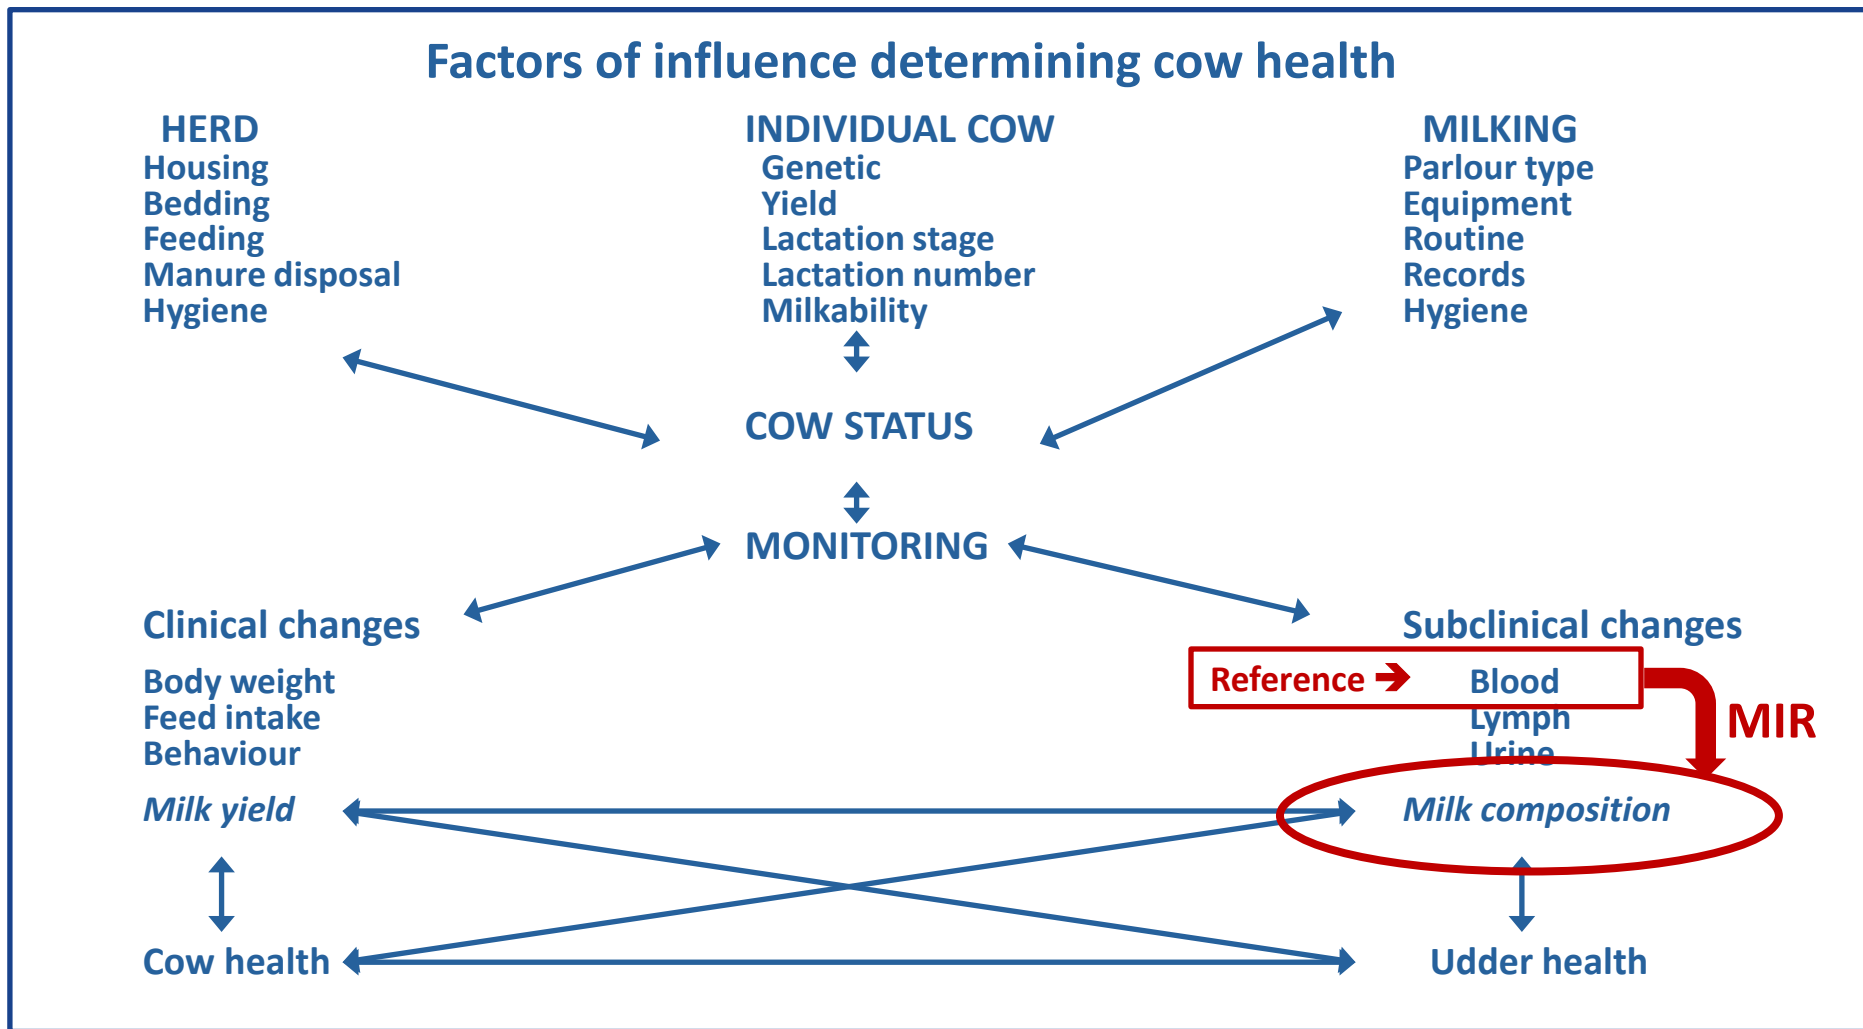 Factors of influence determining cow health
HERD
Housing
Bedding
Feeding
Manure disposal
Hygiene
INDIVIDUAL COW
Genetic
Yield
Lactation stage
Lactation number
Milkability
MILKING
Parlour type
Equipment
Routine
Records
Hygiene
COW STATUS
MONITORING
Clinical changes
Body weight
Feed intake
Behaviour
Milk yield
Cow health
Subclinical changes
Reference ➔ Blood
Lymph
Urine
MIR
Milk composition
Udder health